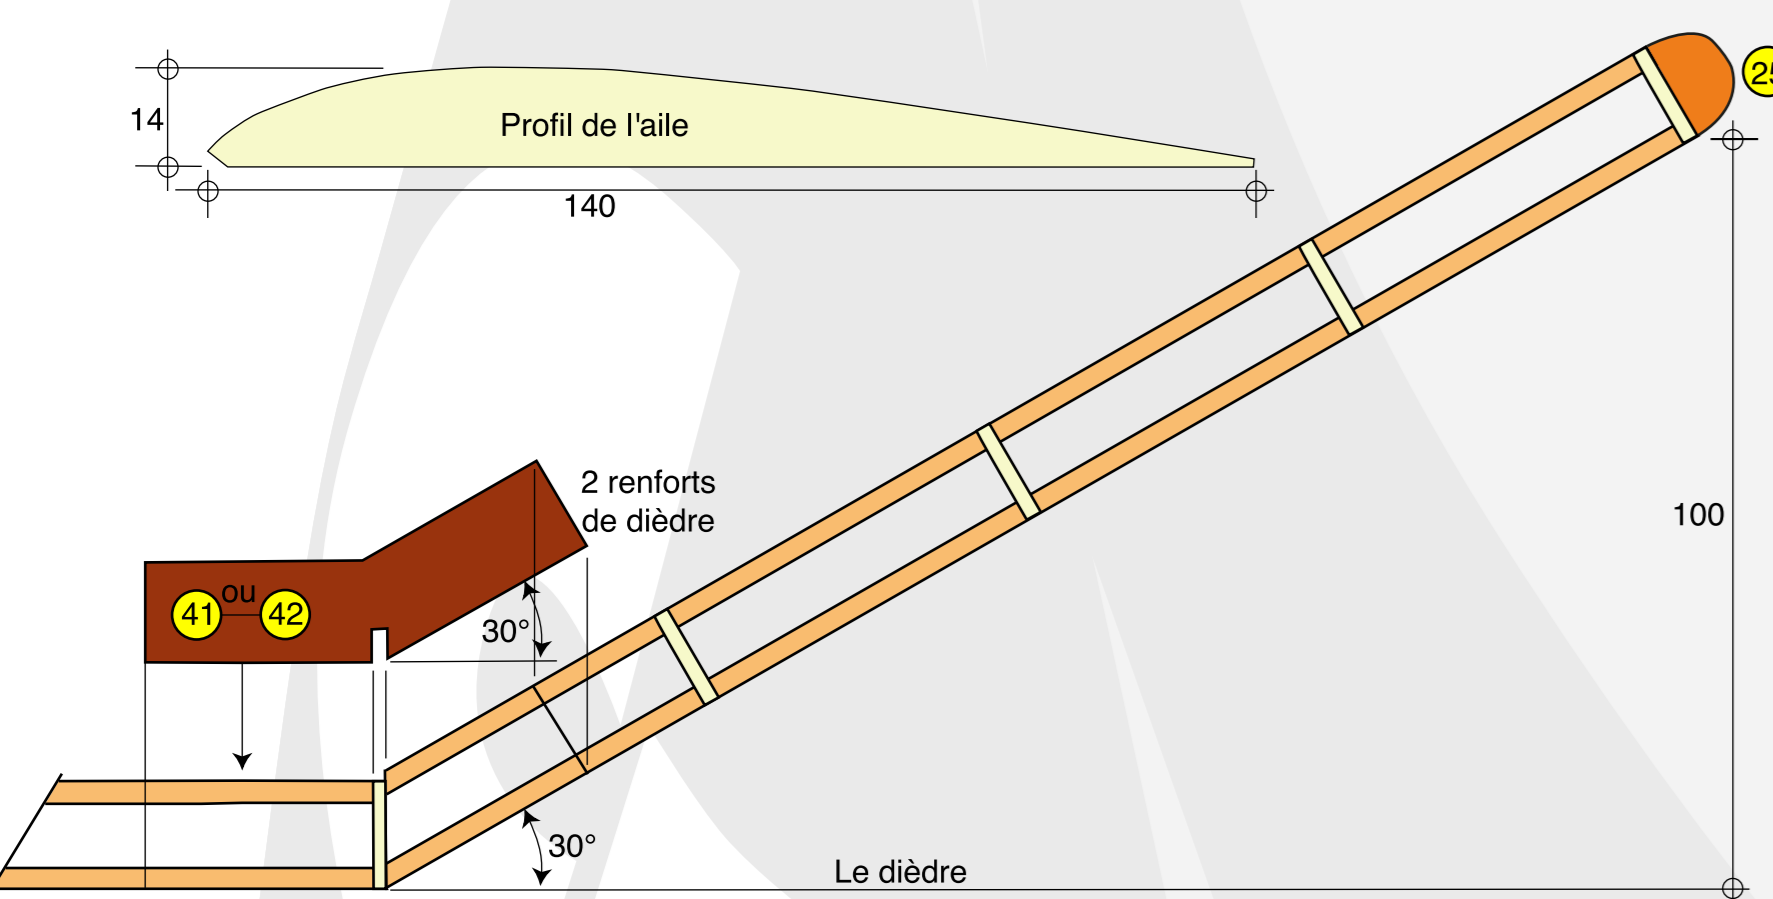 14
Profil de l'aile
140
2 renforts
de dièdre
41 ou 42
30°
100
30°
Le dièdre